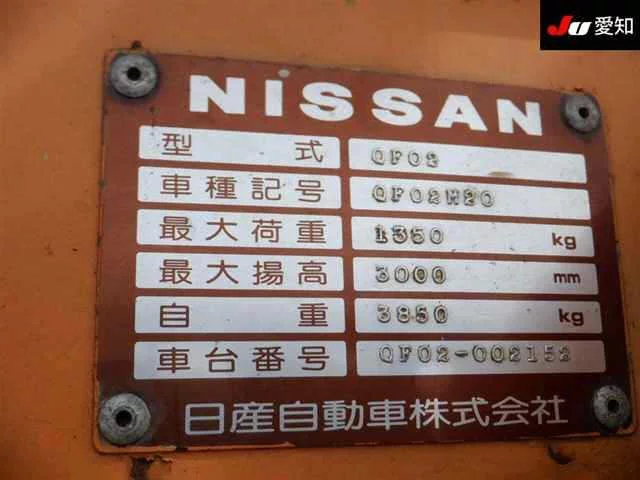 JU 愛知
NISSAN
型式 QF02
車種記号 QF02M20
最大荷重 1350 kg
最大揚高 3000 mm
自重 3850 kg
車台番号 QF02-002152
日産自動車株式会社